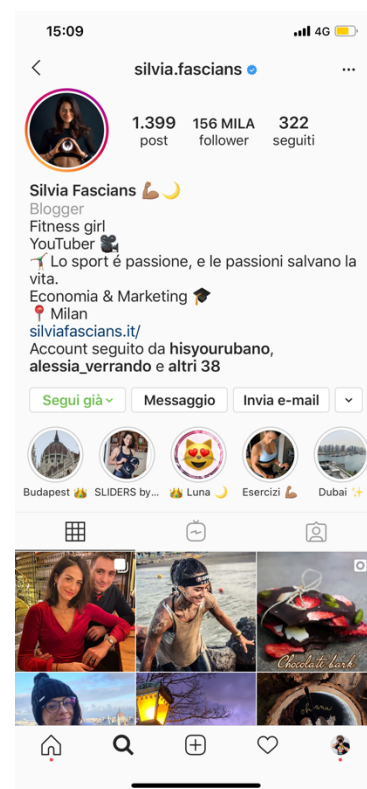 15:09
4G
silvia.fascians
1.399 156 MILA 322
post follower seguiti
Silvia Fascians 💪🏽🌙
Blogger
Fitness girl
YouTuber 🎥
🤸🏻‍♂️Lo sport é passione, e le passioni salvano la
vita.
Economia & Marketing 🎓
📍 Milan
silviafascians.it/
Account seguito da hisyourubano,
alessia_verrando e altri 38
Segui già Messaggio Invia e-mail
Budapest 👑 SLIDERS by... 👑 Luna 🌙 Esercizi 💪🏽 Dubai ✨
Chocolate bark